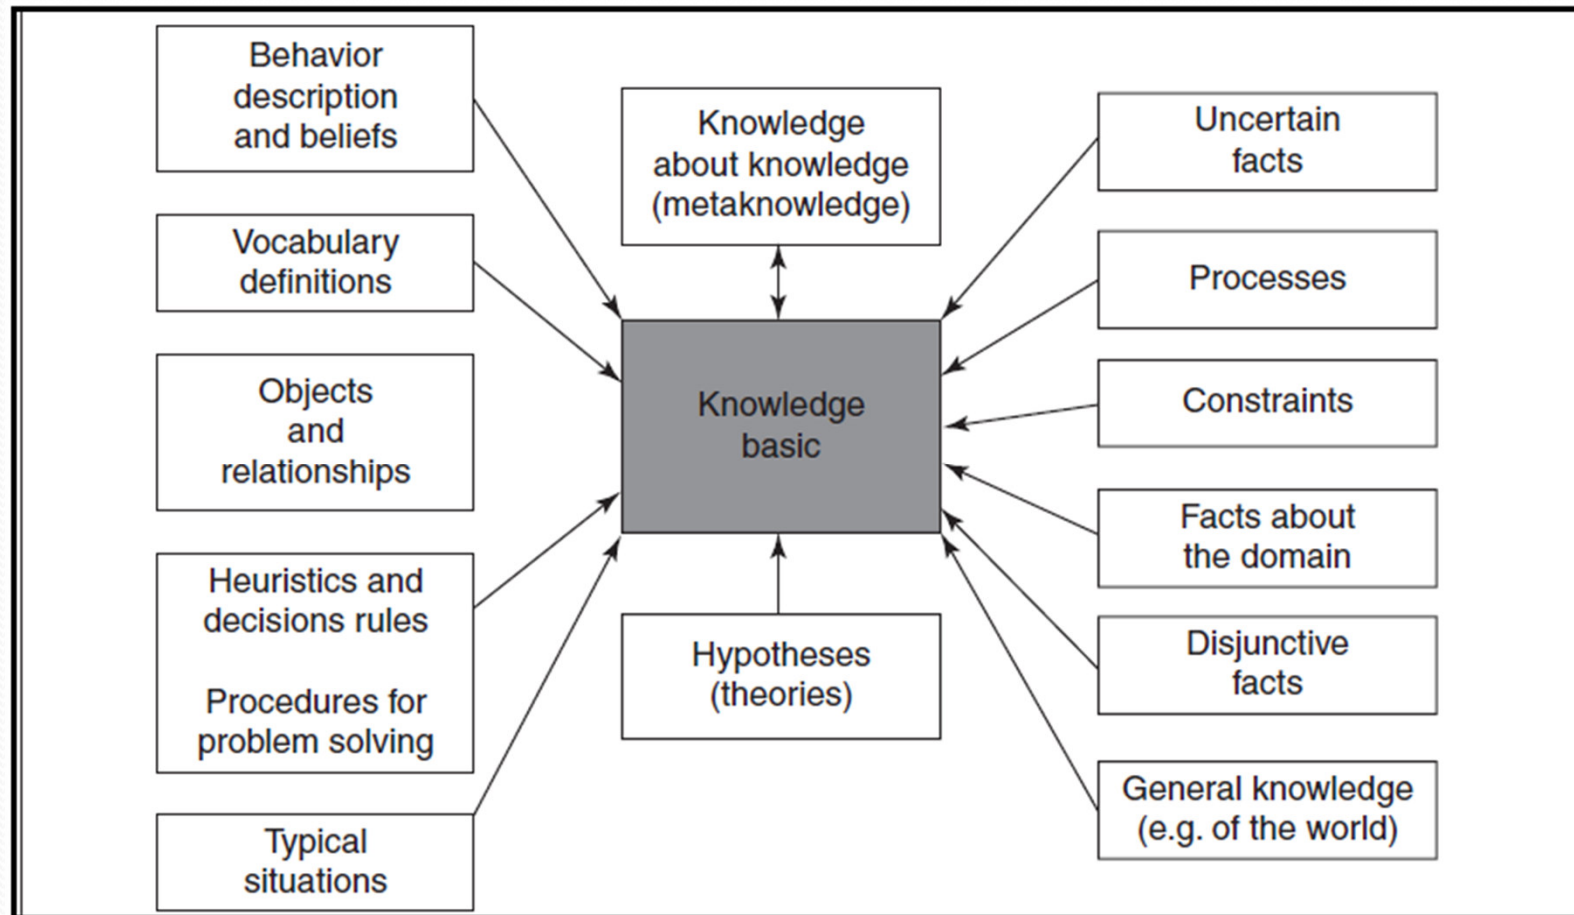 Behavior
description
and beliefs
Vocabulary
definitions
Objects
and
relationships
Heuristics and
decisions rules
Procedures for
problem solving
Typical
situations
Knowledge
about knowledge
(metaknowledge)
Knowledge
basic
Hypotheses
(theories)
Uncertain
facts
Processes
Constraints
Facts about
the domain
Disjunctive
facts
General knowledge
(e.g. of the world)